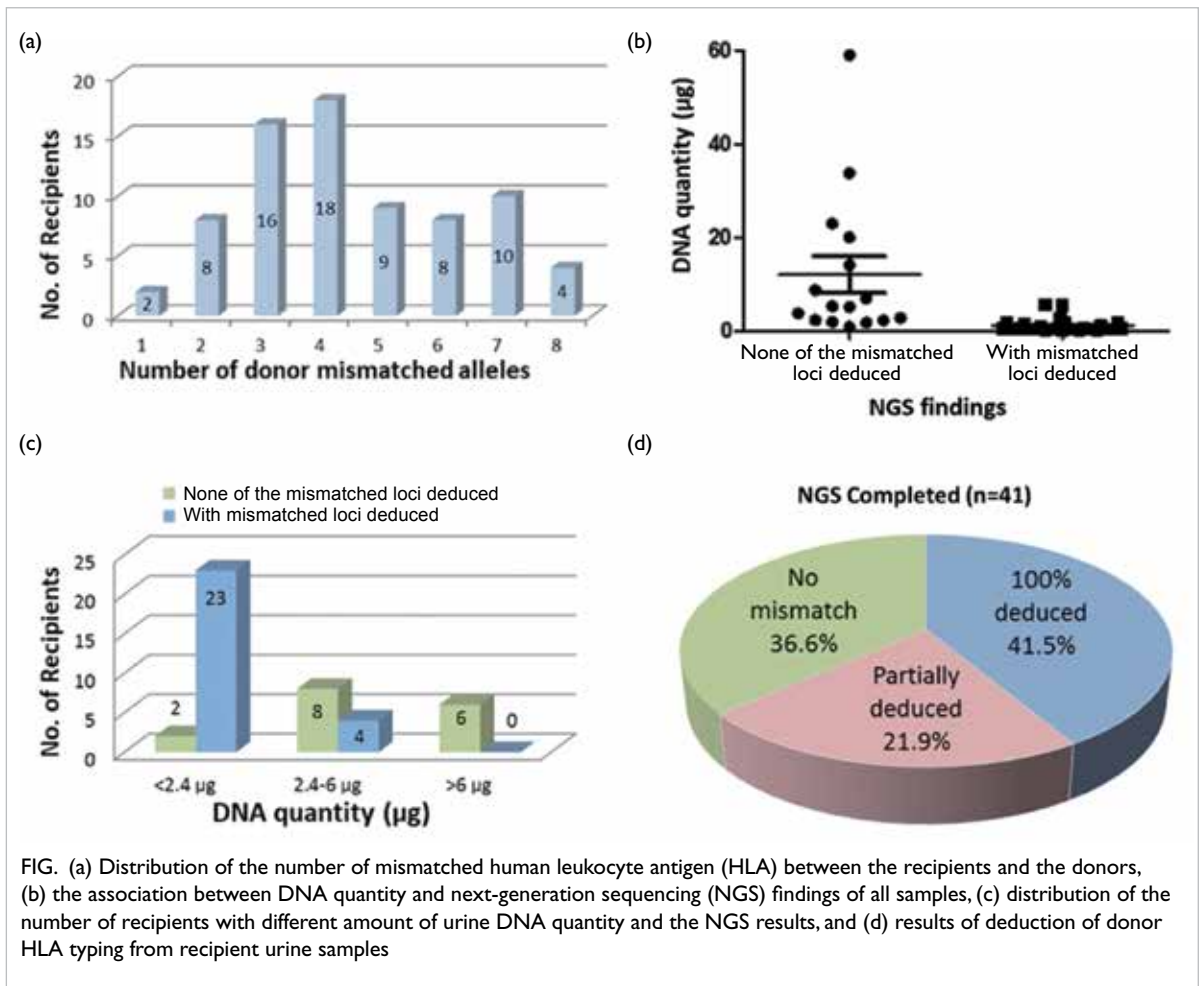 (a)
20
15
10
5
0
No. of Recipients
2
8
16
18
9
8
10
4
1 2 3 4 5 6 7 8
Number of donor mismatched alleles
(b)
60
40
20
0
DNA quantity (µg)
None of the mismatched loci deduced
With mismatched loci deduced
NGS findings
(c)
None of the mismatched loci deduced
With mismatched loci deduced
25
20
15
10
5
0
No. of Recipients
2
23
8
4
6
0
<2.4 µg 2.4-6 µg >6 µg
DNA quantity (µg)
(d)
NGS Completed (n=41)
No
mismatch
36.6%
100%
deduced
41.5%
Partially
deduced
21.9%
FIG. (a) Distribution of the number of mismatched human leukocyte antigen (HLA) between the recipients and the donors,
(b) the association between DNA quantity and next-generation sequencing (NGS) findings of all samples, (c) distribution of the
number of recipients with different amount of urine DNA quantity and the NGS results, and (d) results of deduction of donor
HLA typing from recipient urine samples